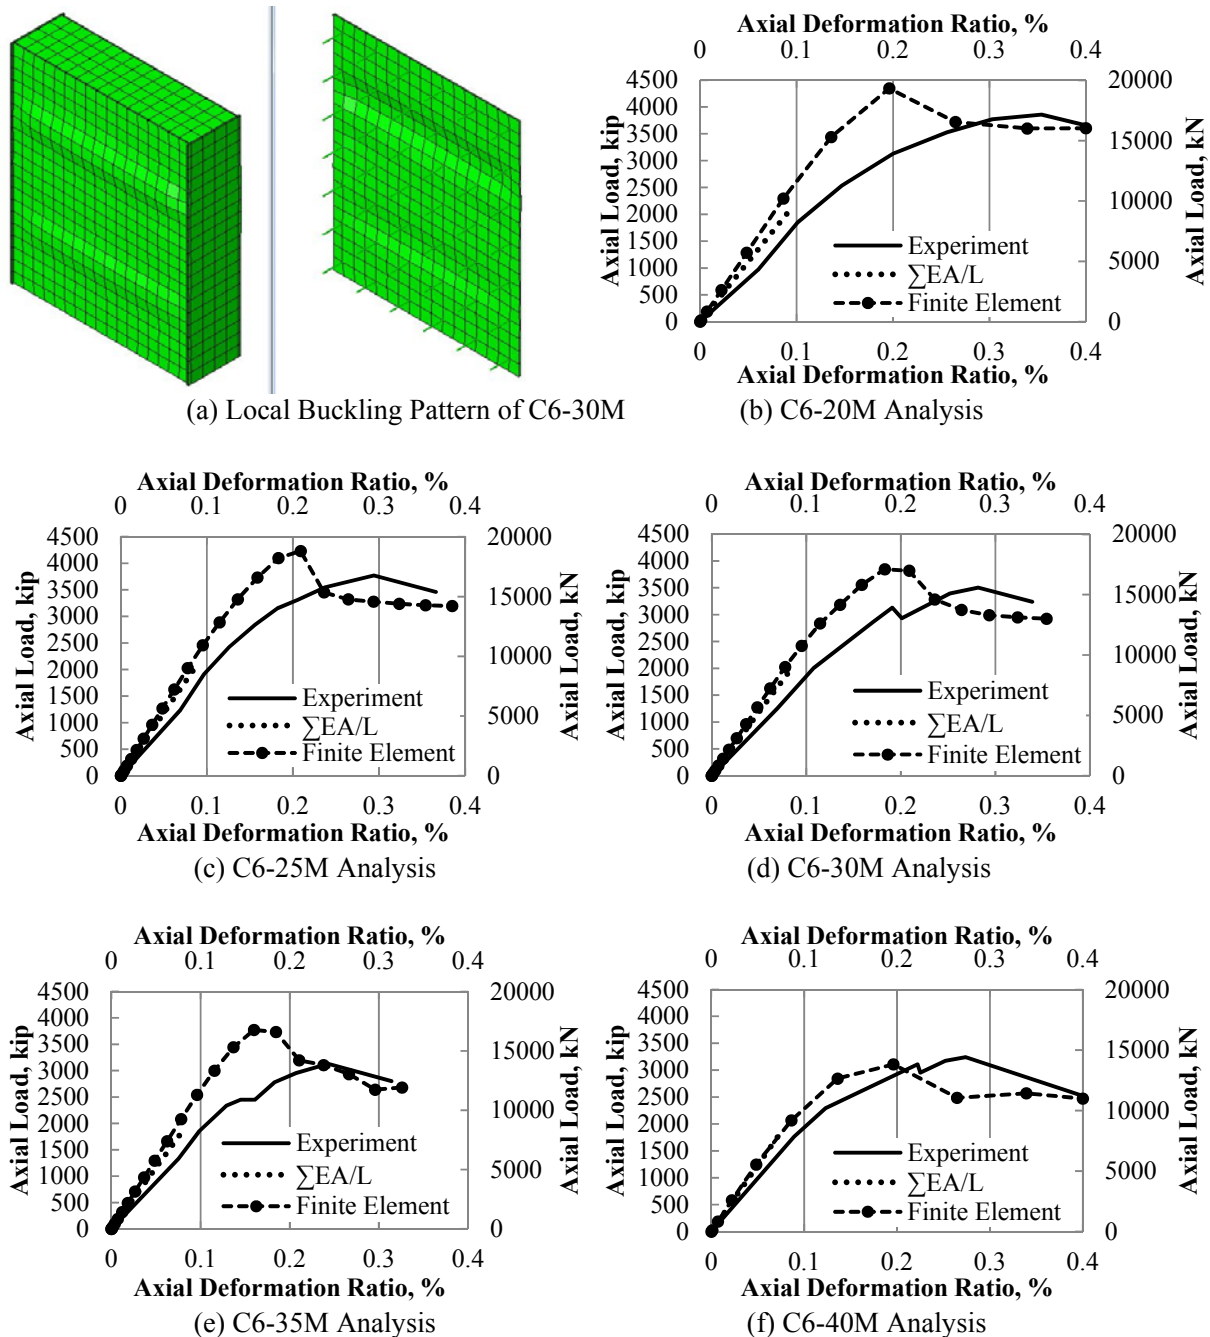 Axial Deformation Ratio, %
0 0.1 0.2 0.3 0.4
4500
4000
3500
3000
2500
2000
1500
1000
500
0
Axial Load, kip
20000
15000
10000
5000
0
Axial Load, kN
Experiment
∑EA/L
Finite Element
0 0.1 0.2 0.3 0.4
Axial Deformation Ratio, %
(a) Local Buckling Pattern of C6-30M
(b) C6-20M Analysis
Axial Deformation Ratio, %
0 0.1 0.2 0.3 0.4
4500
4000
3500
3000
2500
2000
1500
1000
500
0
Axial Load, kip
20000
15000
10000
5000
0
Axial Load, kN
Experiment
∑EA/L
Finite Element
0 0.1 0.2 0.3 0.4
Axial Deformation Ratio, %
(c) C6-25M Analysis
Axial Deformation Ratio, %
0 0.1 0.2 0.3 0.4
4500
4000
3500
3000
2500
2000
1500
1000
500
0
Axial Load, kip
20000
15000
10000
5000
0
Axial Load, kN
Experiment
∑EA/L
Finite Element
0 0.1 0.2 0.3 0.4
Axial Deformation Ratio, %
(d) C6-30M Analysis
Axial Deformation Ratio, %
0 0.1 0.2 0.3 0.4
4500
4000
3500
3000
2500
2000
1500
1000
500
0
Axial Load, kip
20000
15000
10000
5000
0
Axial Load, kN
Experiment
∑EA/L
Finite Element
0 0.1 0.2 0.3 0.4
Axial Deformation Ratio, %
(e) C6-35M Analysis
Axial Deformation Ratio, %
0 0.1 0.2 0.3 0.4
4500
4000
3500
3000
2500
2000
1500
1000
500
0
Axial Load, kip
20000
15000
10000
5000
0
Axial Load, kN
Experiment
∑EA/L
Finite Element
0 0.1 0.2 0.3 0.4
Axial Deformation Ratio, %
(f) C6-40M Analysis